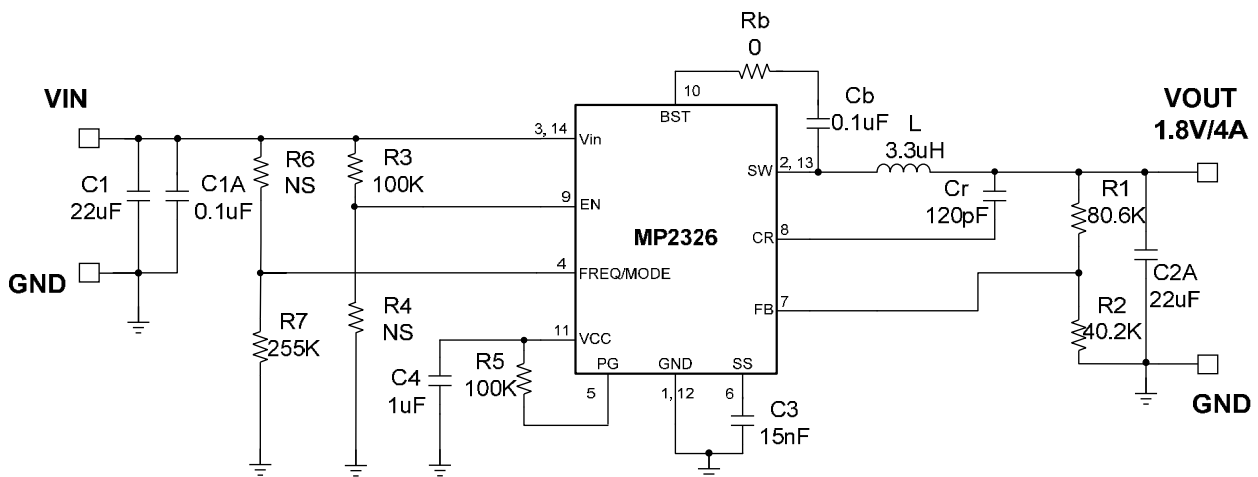 Rb
0
10
BST
VIN
3, 14
Vin
Cb
0.1uF
L
3.3uH
VOUT
1.8V/4A
C1
22uF
C1A
0.1uF
R6
NS
R3
100K
9
EN
SW
2, 13
Cr
120pF
R1
80.6K
MP2326
CR
8
GND
4
FREQ/MODE
FB
7
C2A
22uF
R7
255K
R4
NS
R2
40.2K
11
VCC
C4
1uF
R5
100K
PG
GND
SS
5
1, 12
6
C3
15nF
GND